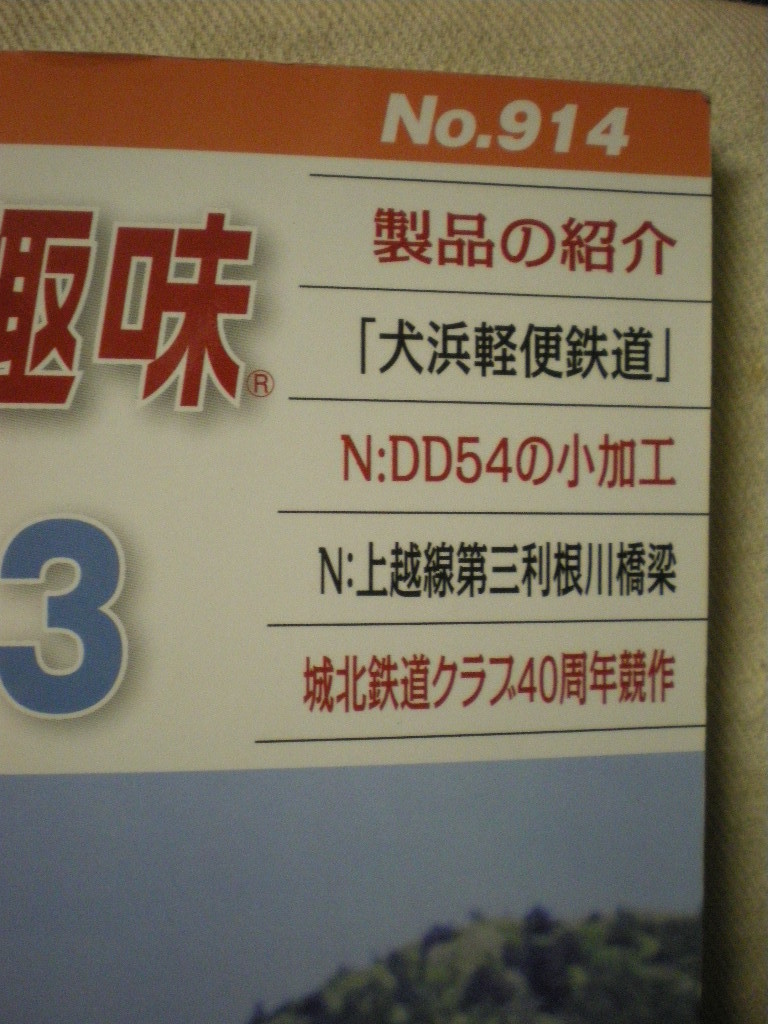 No.914
趣味®
製品の紹介
「犬浜軽便鉄道」
N:DD54の小加工
3
N:上越線第三利根川橋梁
城北鉄道クラブ40周年競作